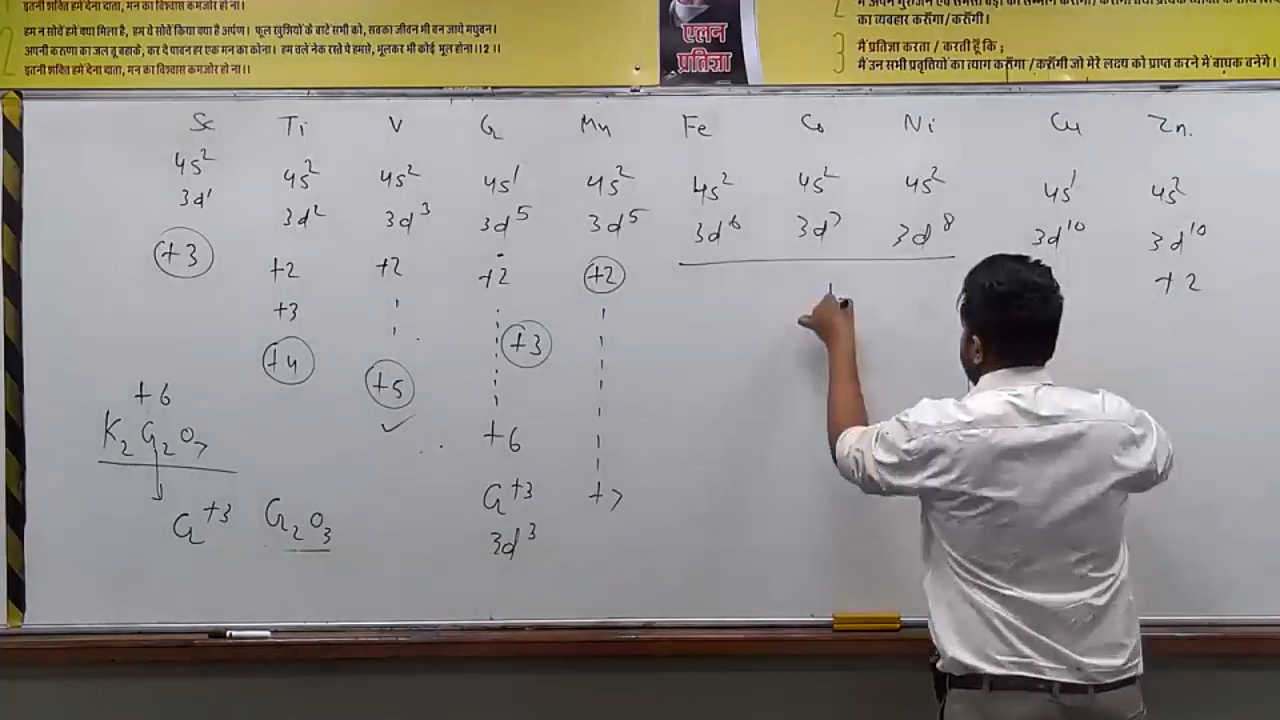 इतनी शक्ति हमें देना दाता, मन का विश्वास कमजोर हो ना।
हम न सोचें हमें क्या मिला है, हम ये सोचें किया क्या है अर्पण। फूल खुशियों के बाटें सभी को, सबका जीवन भी बन जाये मधुबन।
2 अपनी करुणा का जल तू बहाके, कर दे पावन हर एक मन का कोना। हम चलें नेक रस्ते पे हमसे, भूलकर भी कोई भूल होना।।2।।
इतनी शक्ति हमें देना दाता, मन का विश्वास कमजोर हो ना।।
एलन
प्रतिज्ञा
2
का व्यवहार करूँगा/करूँगी।
3 मैं प्रतिज्ञा करता / करती हूँ कि ;
मैं उन सभी प्रवृत्तियों का त्याग करूँगा / करूँगी जो मेरे लक्ष्य को प्राप्त करने में बाधक बनेंगे।
Sc Ti V Cr Mn Fe Co Ni Cu Zn.
4s² 4s² 4s² 4s¹ 4s² 4s² 4s² 4s² 4s¹ 4s²
3d¹ 3d² 3d³ 3d⁵ 3d⁵ 3d⁶ 3d⁷ 3d⁸ 3d¹⁰ 3d¹⁰
+3 +2 +2 +2 +2 +2
+3
+4 +5 +3
+6
K₂Cr₂O₇ +6
Cr⁺³ Cr₂O₃ Cr⁺³ +7
3d³